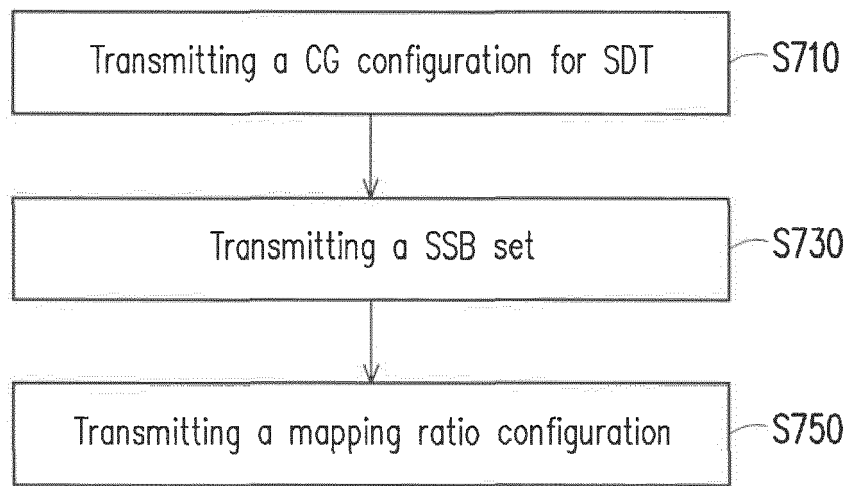 Transmitting a CG configuration for SDT
S710
Transmitting a SSB set
S730
Transmitting a mapping ratio configuration
S750